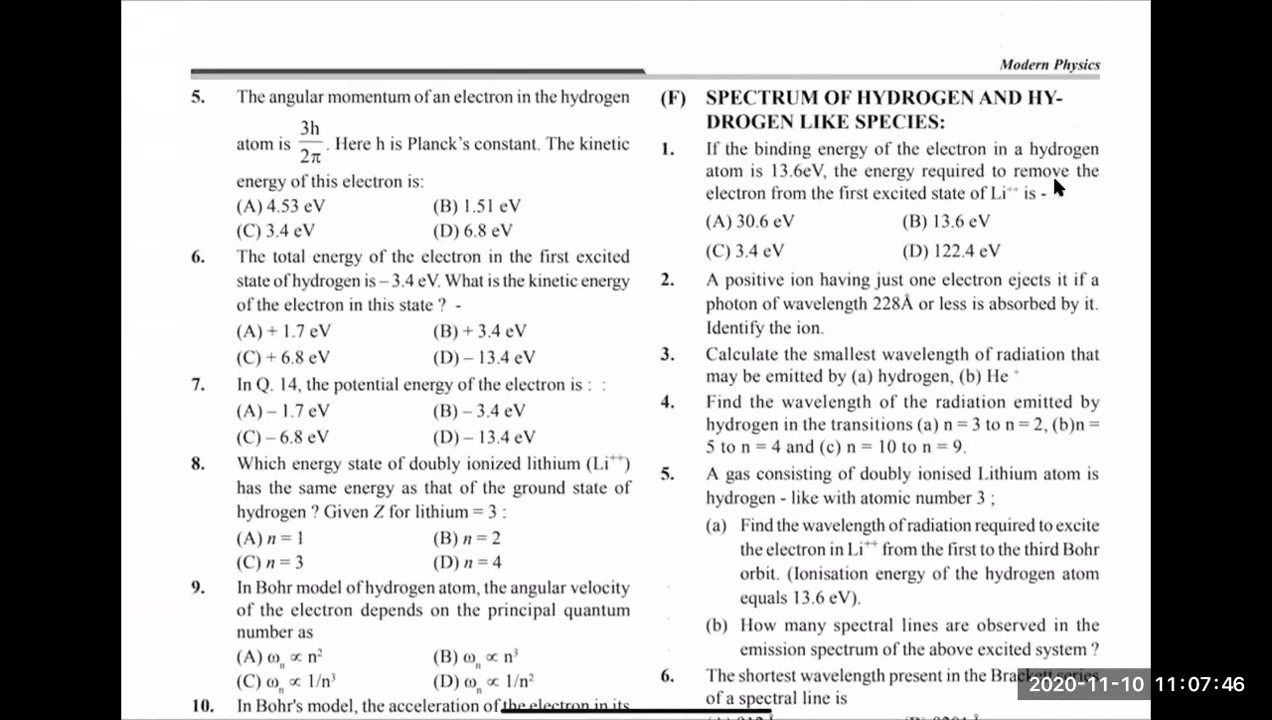 Modern Physics
5. The angular momentum of an electron in the hydrogen
atom is 3h/2π. Here h is Planck's constant. The kinetic
energy of this electron is:
(A) 4.53 eV (B) 1.51 eV
(C) 3.4 eV (D) 6.8 eV
6. The total energy of the electron in the first excited
state of hydrogen is – 3.4 eV. What is the kinetic energy
of the electron in this state ? -
(A) + 1.7 eV (B) + 3.4 eV
(C) + 6.8 eV (D) – 13.4 eV
7. In Q. 14, the potential energy of the electron is : :
(A) – 1.7 eV (B) – 3.4 eV
(C) – 6.8 eV (D) – 13.4 eV
8. Which energy state of doubly ionized lithium (Li⁺⁺)
has the same energy as that of the ground state of
hydrogen ? Given Z for lithium = 3 :
(A) n = 1 (B) n = 2
(C) n = 3 (D) n = 4
9. In Bohr model of hydrogen atom, the angular velocity
of the electron depends on the principal quantum
number as
(A) ωₙ ∝ n² (B) ωₙ ∝ n³
(C) ωₙ ∝ 1/n³ (D) ωₙ ∝ 1/n²
10. In Bohr's model, the acceleration of the electron in its
(F) SPECTRUM OF HYDROGEN AND HY-
DROGEN LIKE SPECIES:
1. If the binding energy of the electron in a hydrogen
atom is 13.6eV, the energy required to remove the
electron from the first excited state of Li⁺⁺ is -
(A) 30.6 eV (B) 13.6 eV
(C) 3.4 eV (D) 122.4 eV
2. A positive ion having just one electron ejects it if a
photon of wavelength 228Å or less is absorbed by it.
Identify the ion.
3. Calculate the smallest wavelength of radiation that
may be emitted by (a) hydrogen, (b) He⁺
4. Find the wavelength of the radiation emitted by
hydrogen in the transitions (a) n = 3 to n = 2, (b)n =
5 to n = 4 and (c) n = 10 to n = 9.
5. A gas consisting of doubly ionised Lithium atom is
hydrogen - like with atomic number 3 ;
(a) Find the wavelength of radiation required to excite
the electron in Li⁺⁺ from the first to the third Bohr
orbit. (Ionisation energy of the hydrogen atom
equals 13.6 eV).
(b) How many spectral lines are observed in the
emission spectrum of the above excited system ?
6. The shortest wavelength present in the Brackett series
of a spectral line is
2020-11-10 11:07:46